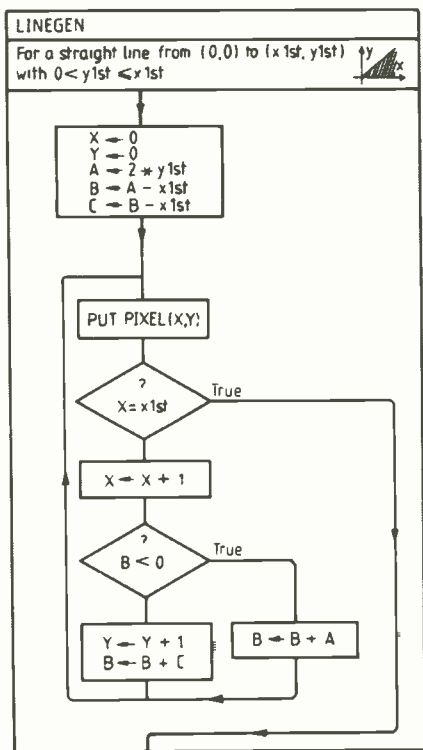 LINEGEN
For a straight line from (0,0) to (x1st, y1st)
with 0 < y1st ⩽ x1st
y
x
X ← 0
Y ← 0
A ← 2 * y1st
B ← A - x1st
C ← B - x1st
PUT PIXEL(X,Y)
?
X = x1st
True
X ← X + 1
?
B < 0
True
Y ← Y + 1
B ← B + C
B ← B + A